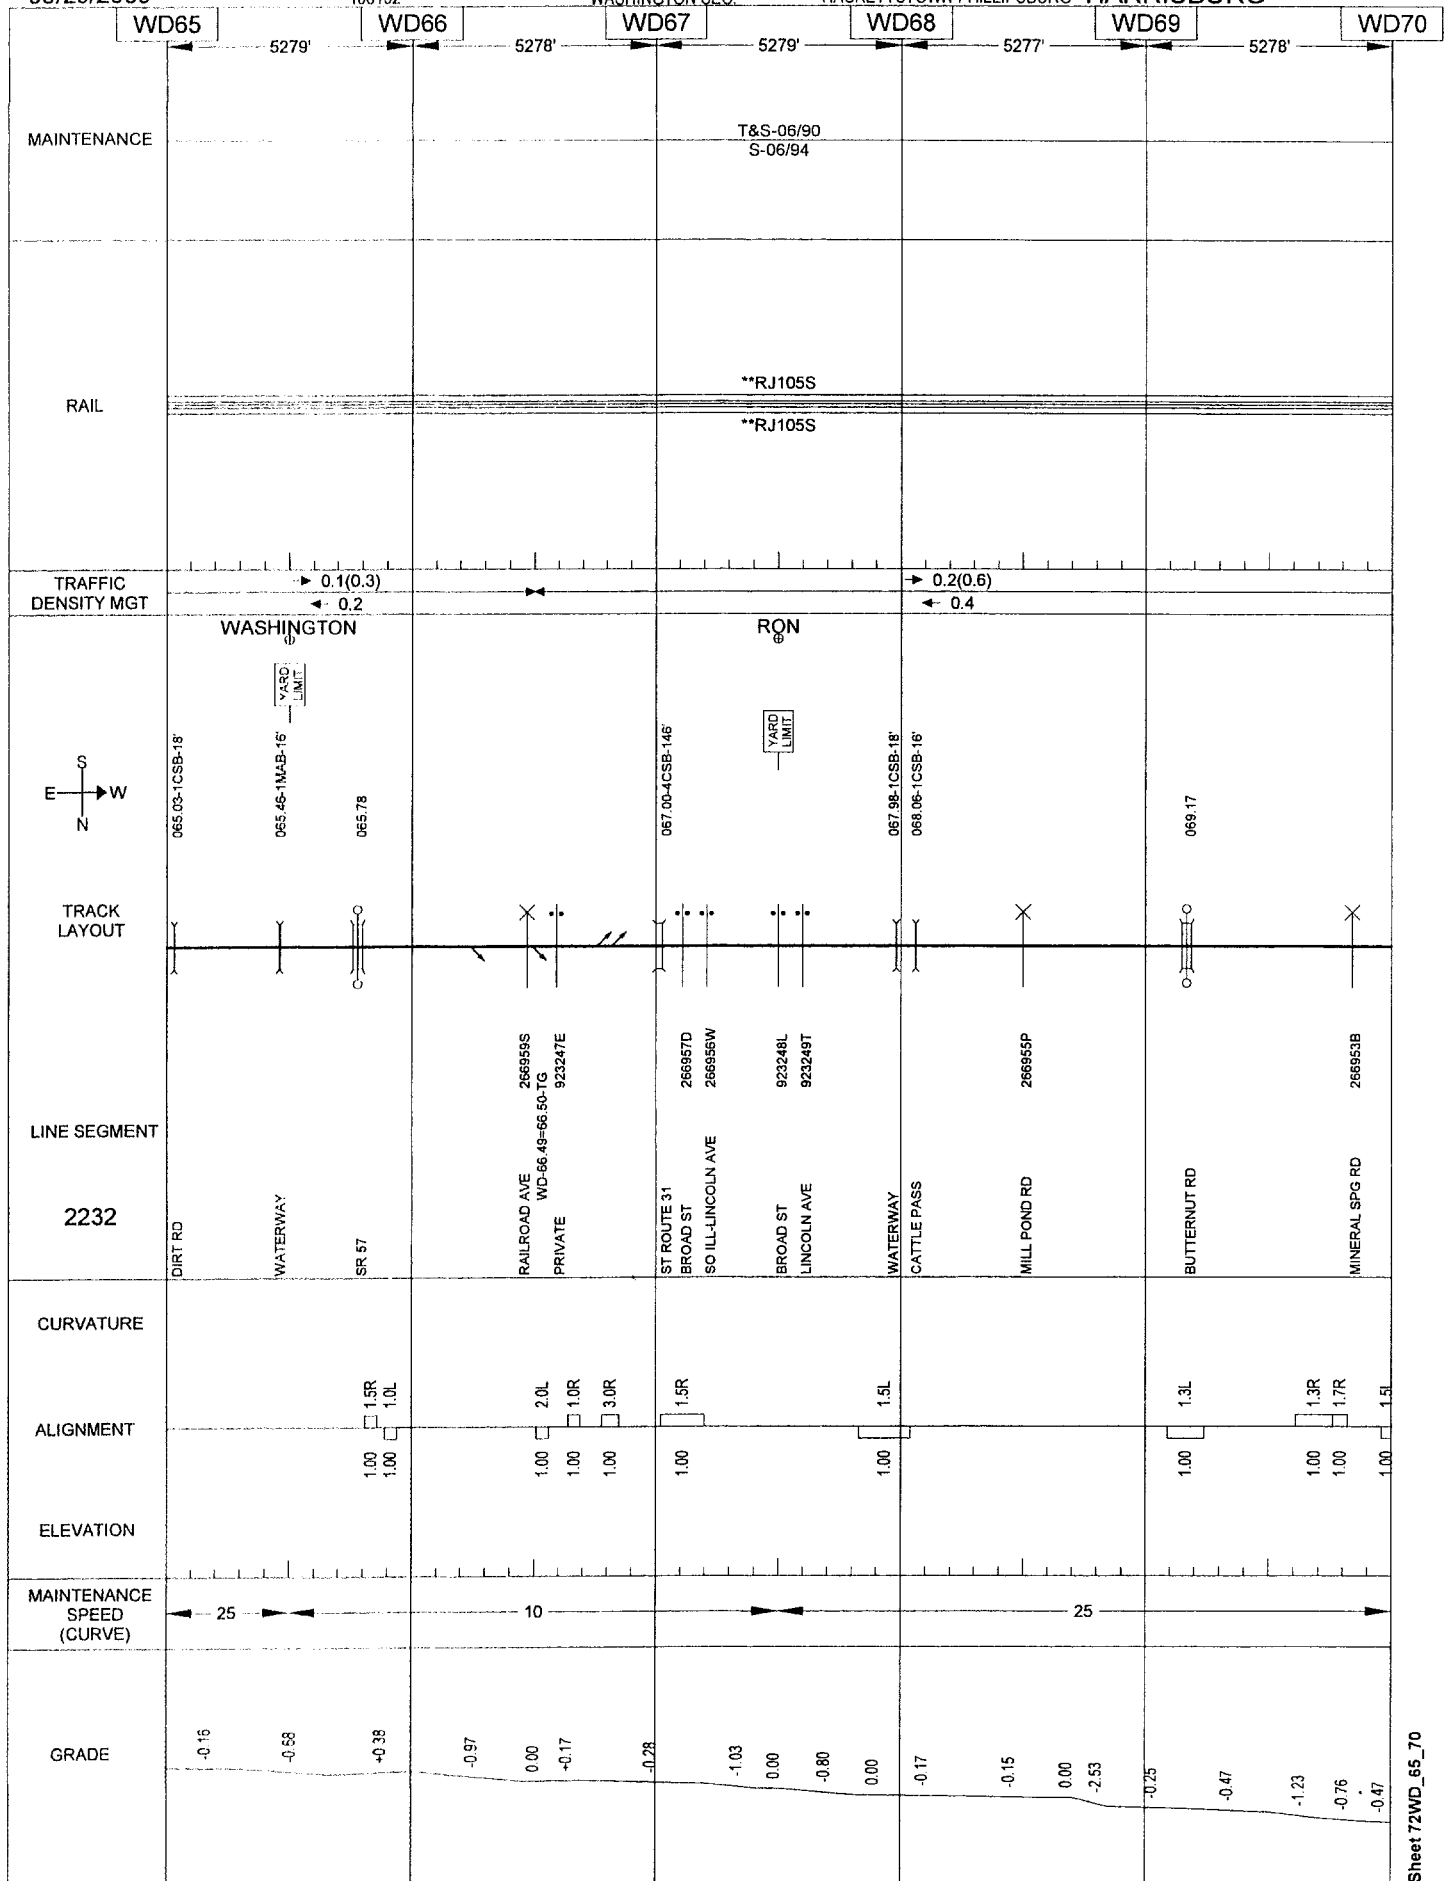 WASHINGTON SEC.
HARRISBURG
WD65 WD66 WD67 WD68 WD69 WD70
5279' 5278' 5279' 5277' 5278'
MAINTENANCE
T&S-06/90
S-06/94
RAIL
**RJ105S
**RJ105S
TRAFFIC
DENSITY MGT
0.1(0.3) 0.2(0.6)
0.2 0.4
WASHINGTON RON
YARD
LIMIT
YARD
LIMIT
S
E W
N
065.03-1CSB-18'
065.46-1MAB-16'
065.78
067.00-4CSB-146'
067.98-1CSB-18'
068.06-1CSB-16'
069.17
TRACK
LAYOUT
266959S
WD-66.49=66.50-TG
923247E
266957D
266956W
923248L
923249T
266955P
266953B
LINE SEGMENT
2232
DIRT RD
WATERWAY
SR 57
RAILROAD AVE
PRIVATE
ST ROUTE 31
BROAD ST
SO ILL-LINCOLN AVE
BROAD ST
LINCOLN AVE
WATERWAY
CATTLE PASS
MILL POND RD
BUTTERNUT RD
MINERAL SPG RD
CURVATURE
1.5R 1.0L 2.0L 1.0R 3.0R 1.5R 1.5L 1.3L 1.3R 1.7R
ALIGNMENT
1.00 1.00 1.00 1.00 1.00 1.00 1.00 1.00 1.00 1.00 1.00
ELEVATION
MAINTENANCE
SPEED
(CURVE)
25 10 25
GRADE
-0.16 -0.68 +0.38 -0.97 0.00 +0.17 -0.28 -1.03 0.00 -0.80 0.00 -0.17 -0.15 0.00 -2.53 -0.25 -0.47 -1.23 -0.76 -0.47
Sheet 72WD_65_70